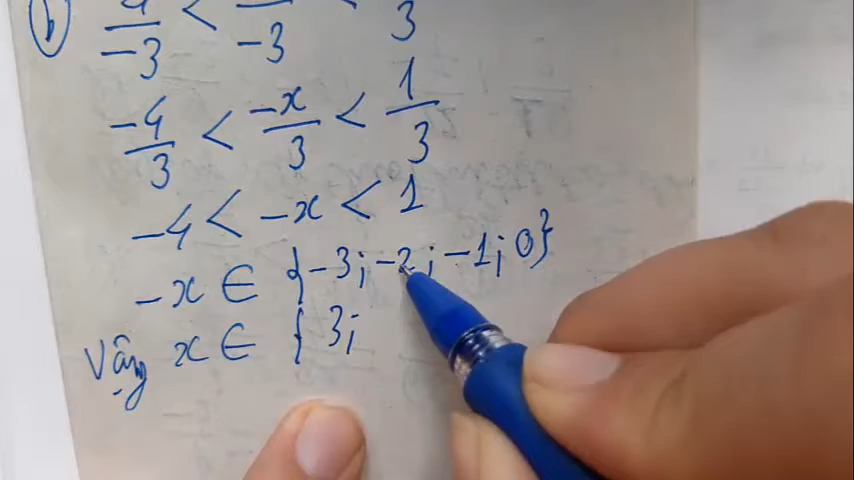 b) 4/-3 < /-3 < /3
-4/3 < -x/3 < 1/3
-4 < -x < 1
-x ∈ {-3; -2; -1; 0}
Vậy x ∈ { 3;